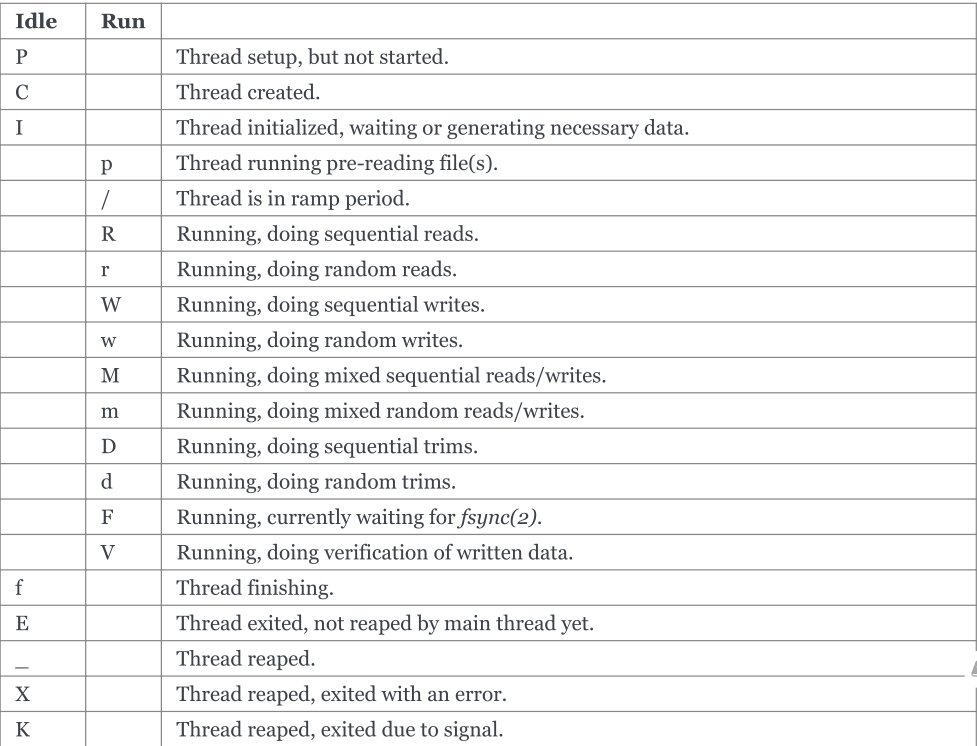 Idle Run
P Thread setup, but not started.
C Thread created.
I Thread initialized, waiting or generating necessary data.
p Thread running pre-reading file(s).
/ Thread is in ramp period.
R Running, doing sequential reads.
r Running, doing random reads.
W Running, doing sequential writes.
w Running, doing random writes.
M Running, doing mixed sequential reads/writes.
m Running, doing mixed random reads/writes.
D Running, doing sequential trims.
d Running, doing random trims.
F Running, currently waiting for fsync(2).
V Running, doing verification of written data.
f Thread finishing.
E Thread exited, not reaped by main thread yet.
_ Thread reaped.
X Thread reaped, exited with an error.
K Thread reaped, exited due to signal.